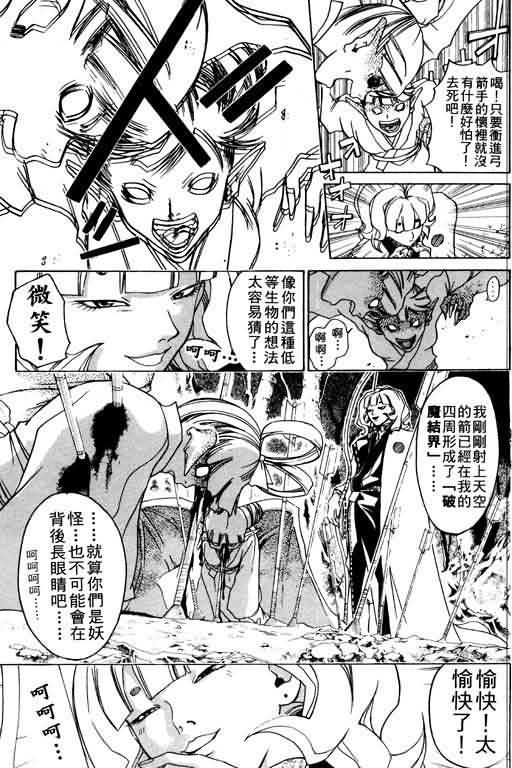 喝！只要衝進弓
箭手的懷裡就沒
有什麼好怕了！
去死吧！
……
啊…
啊…
像你們這種低
等生物的想法
太容易猜了…
呵呵…
微笑！
我剛剛射上天空
的箭已經在我的
四周形成了「破
魔結界」……
……就算你們是妖
怪…也不可能會在
背後長眼睛吧……
呵呵呵呵……
愉快！太
愉快了！
呵呵呵…